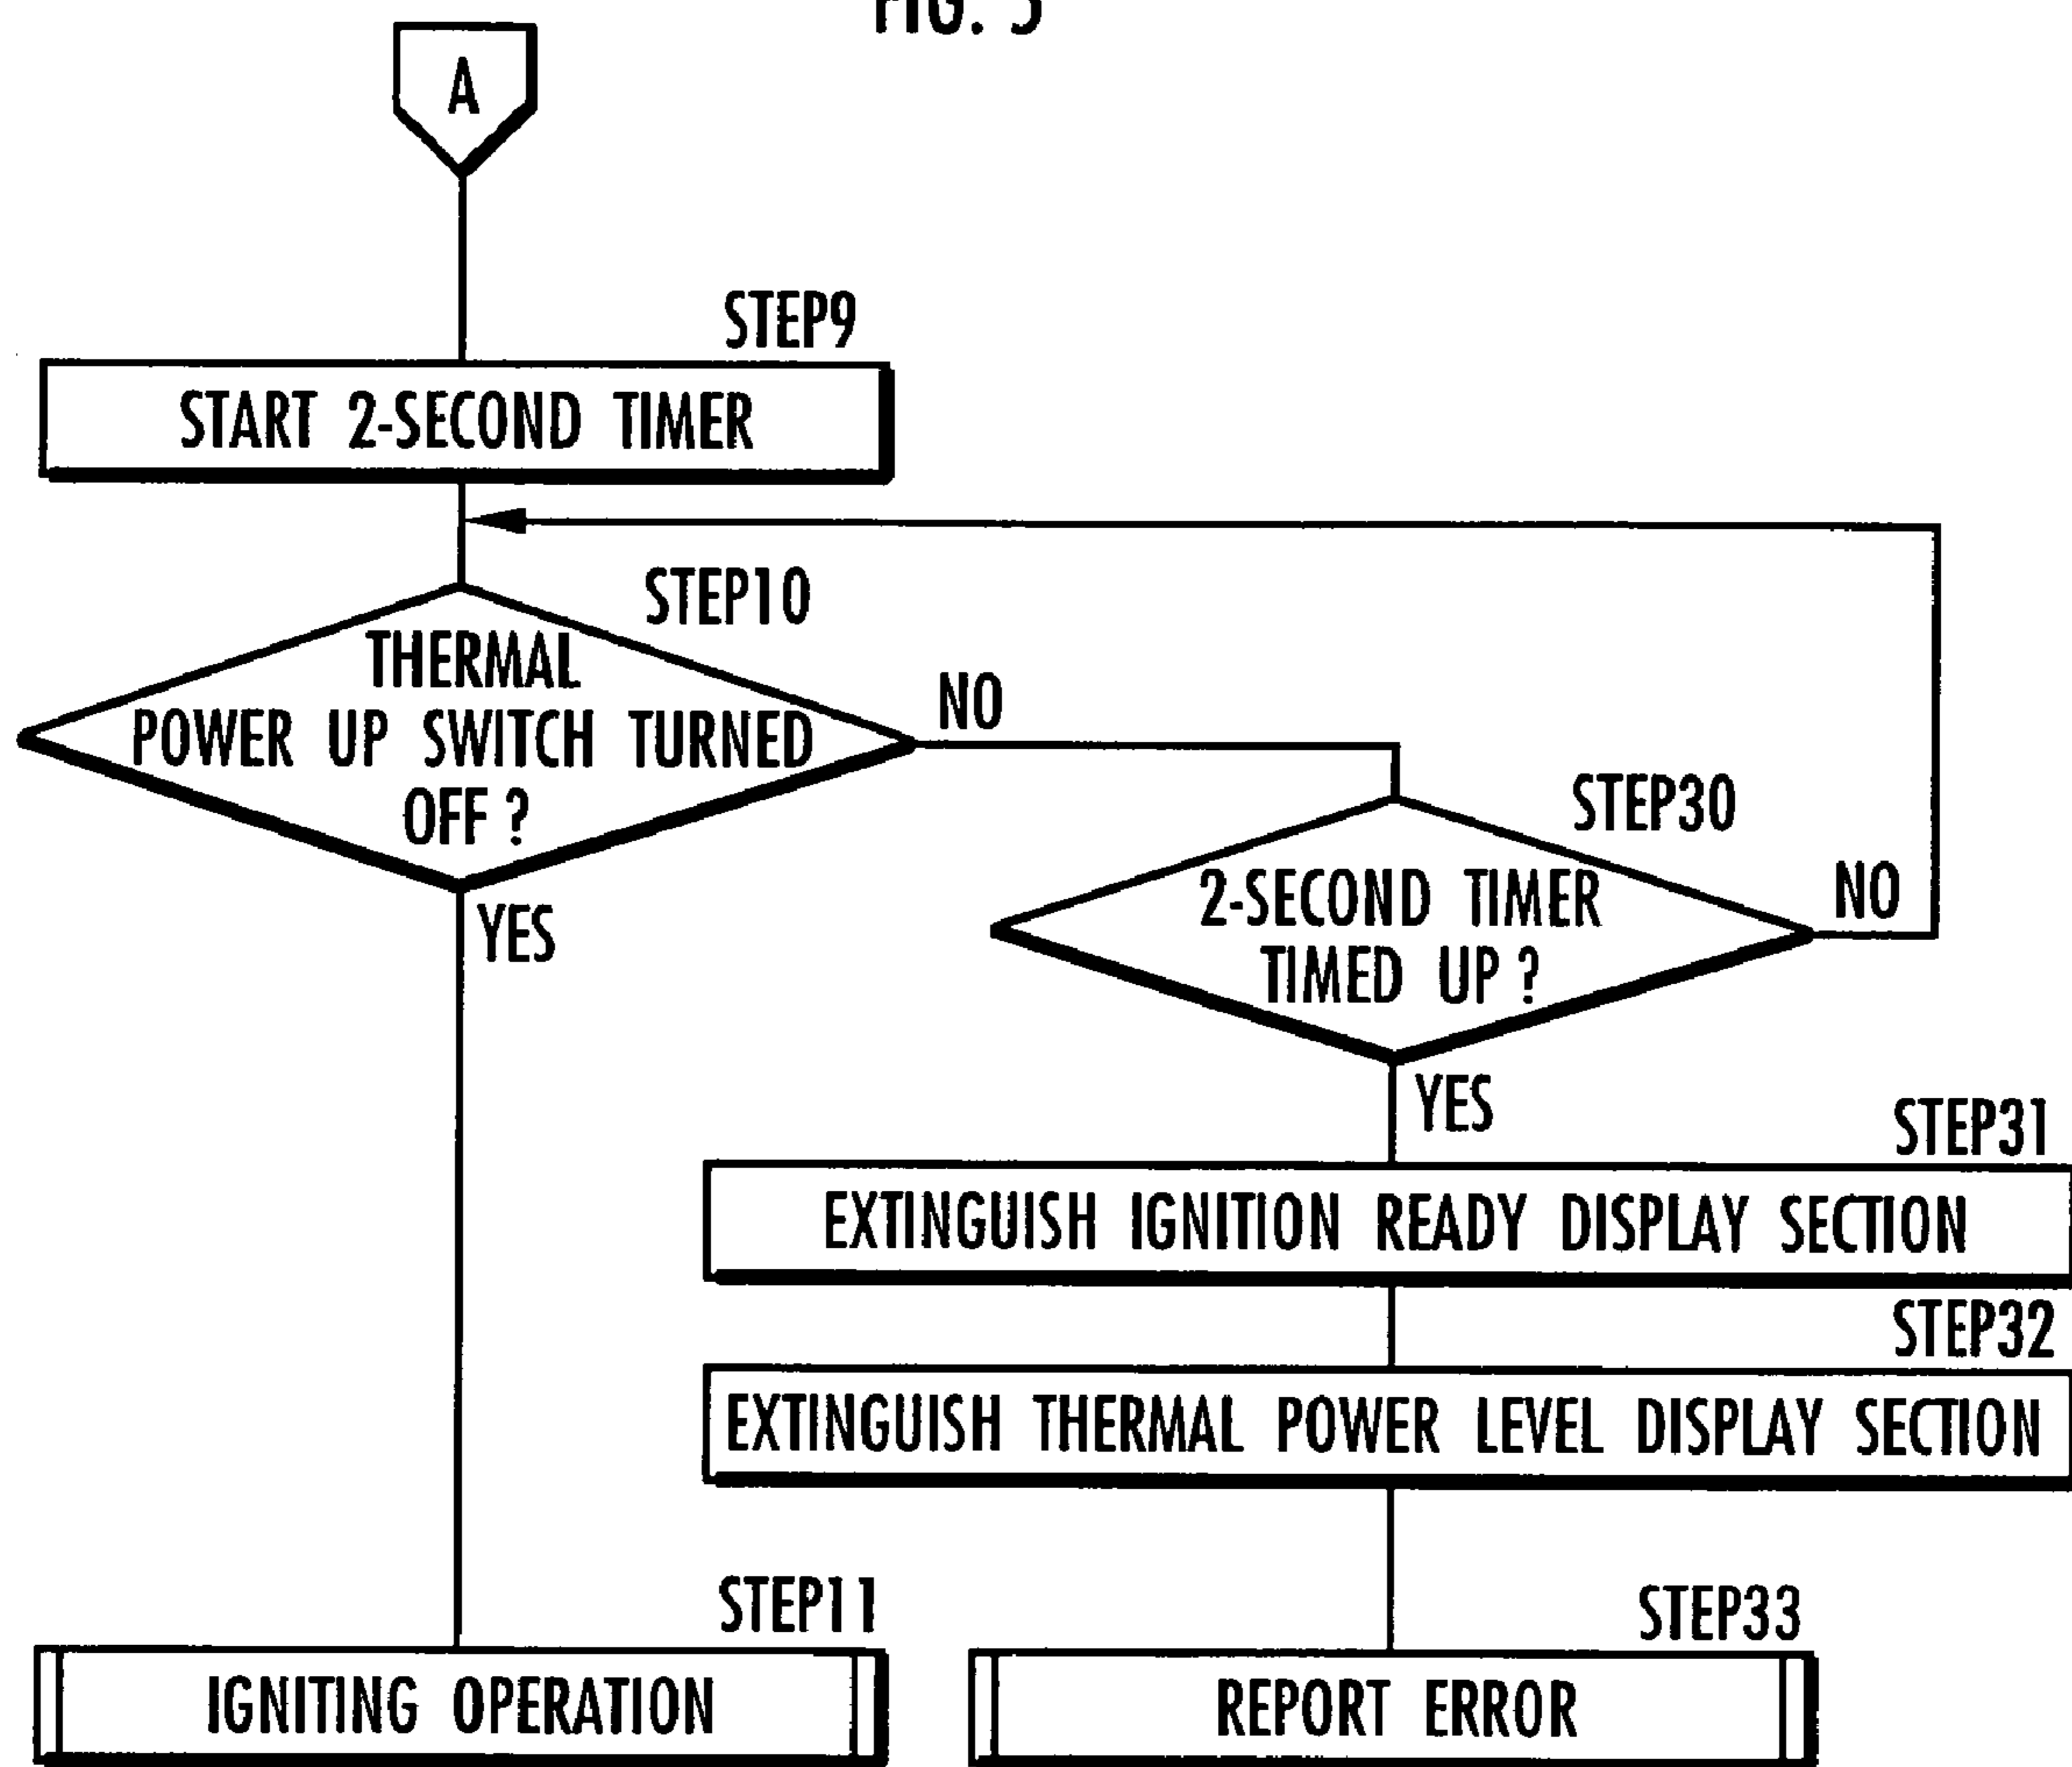 FIG. 5
A
STEP9
START 2-SECOND TIMER
STEP10
THERMAL
POWER UP SWITCH TURNED
OFF ?
NO
YES
STEP30
2-SECOND TIMER
TIMED UP ?
NO
YES
STEP31
EXTINGUISH IGNITION READY DISPLAY SECTION
STEP32
EXTINGUISH THERMAL POWER LEVEL DISPLAY SECTION
STEP11
IGNITING OPERATION
STEP33
REPORT ERROR